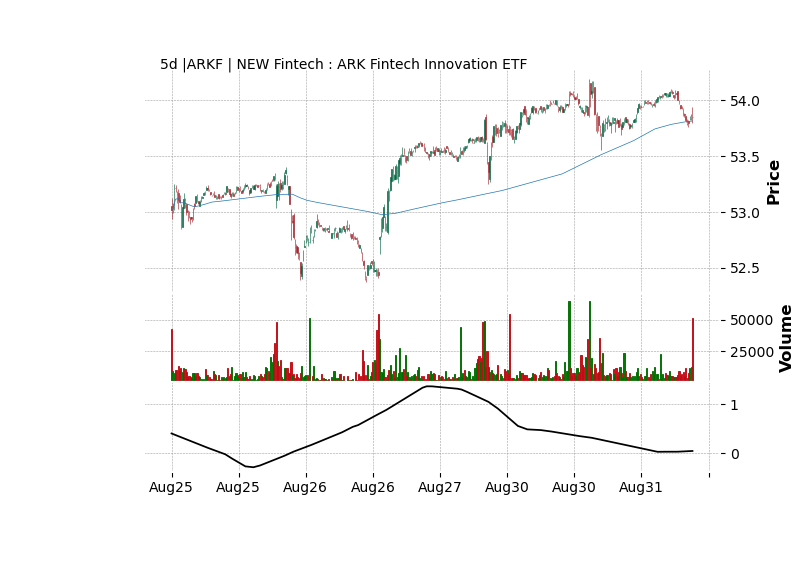 5d |ARKF | NEW Fintech : ARK Fintech Innovation ETF
54.0
53.5
53.0
52.5
Price
50000
25000
Volume
1
0
Aug25 Aug25 Aug26 Aug26 Aug27 Aug30 Aug30 Aug31